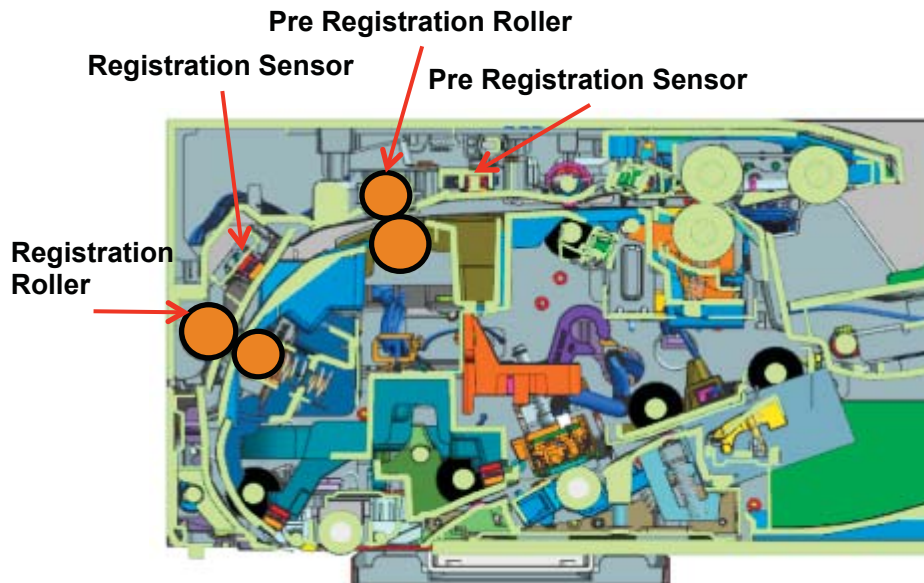 Pre Registration Roller
Registration Sensor
Pre Registration Sensor
Registration
Roller